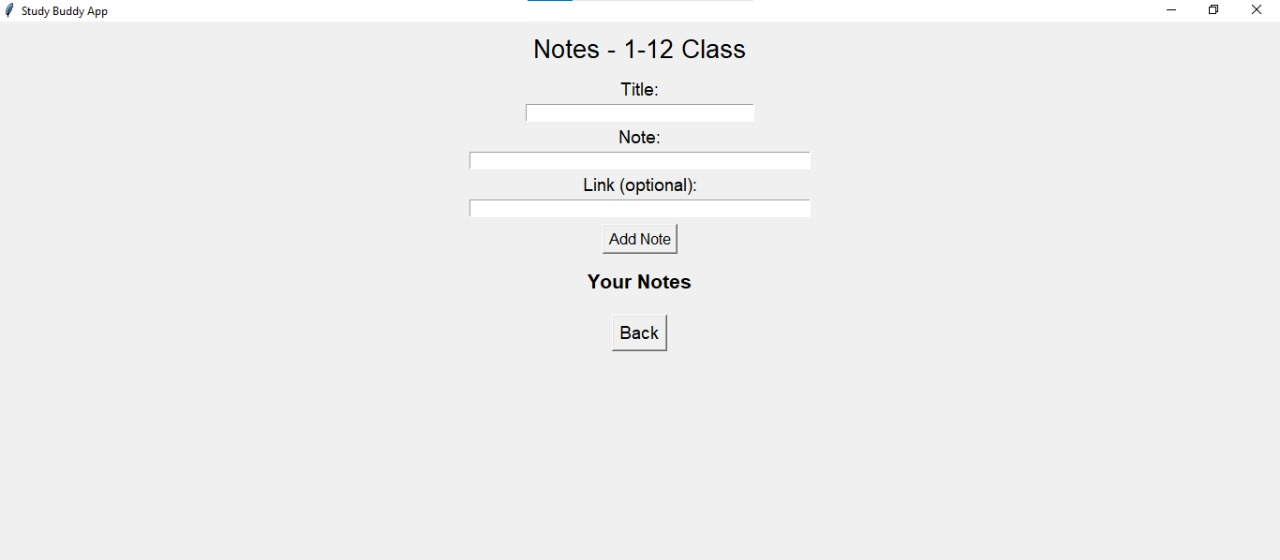 Study Buddy App
Notes - 1-12 Class
Title:
Note:
Link (optional):
Add Note
Your Notes
Back